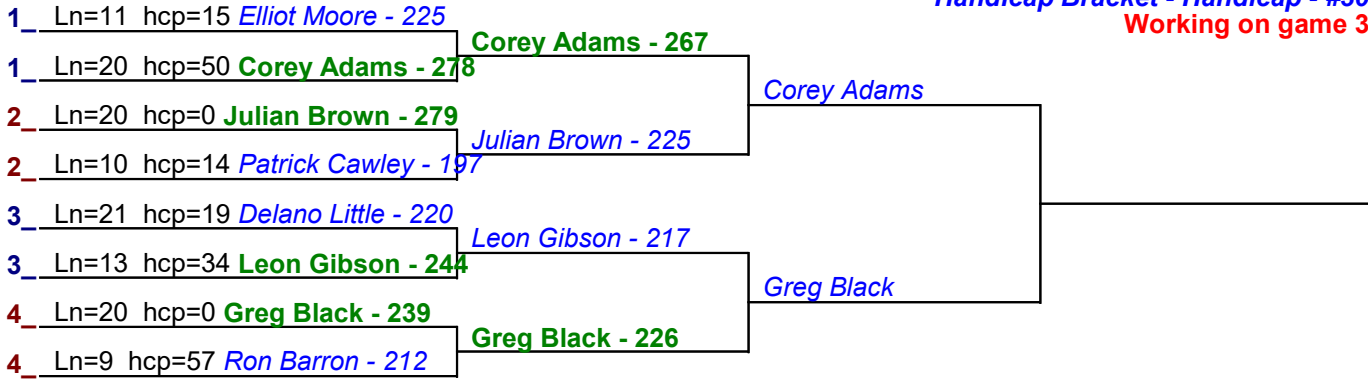 Handicap Bracket - Handicap - #30
Working on game 3
1_ Ln=11 hcp=15 Elliot Moore - 225
Corey Adams - 267
1_ Ln=20 hcp=50 Corey Adams - 278
Corey Adams
2_ Ln=20 hcp=0 Julian Brown - 279
Julian Brown - 225
2_ Ln=10 hcp=14 Patrick Cawley - 197
3_ Ln=21 hcp=19 Delano Little - 220
Leon Gibson - 217
3_ Ln=13 hcp=34 Leon Gibson - 244
Greg Black
4_ Ln=20 hcp=0 Greg Black - 239
Greg Black - 226
4_ Ln=9 hcp=57 Ron Barron - 212